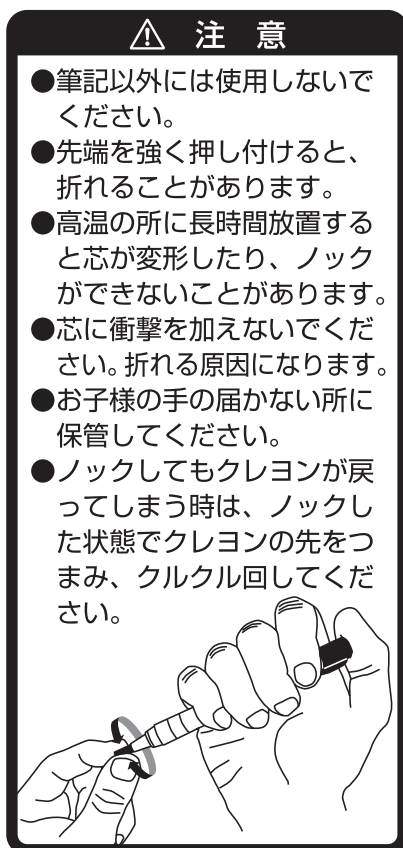 ⚠ 注意
●筆記以外には使用しないで
ください。
●先端を強く押し付けると、
折れることがあります。
●高温の所に長時間放置する
と芯が変形したり、ノック
ができないことがあります。
●芯に衝撃を加えないでくだ
さい。折れる原因になります。
●お子様の手の届かない所に
保管してください。
●ノックしてもクレヨンが戻
ってしまう時は、ノックし
た状態でクレヨンの先をつ
まみ、クルクル回してくだ
さい。